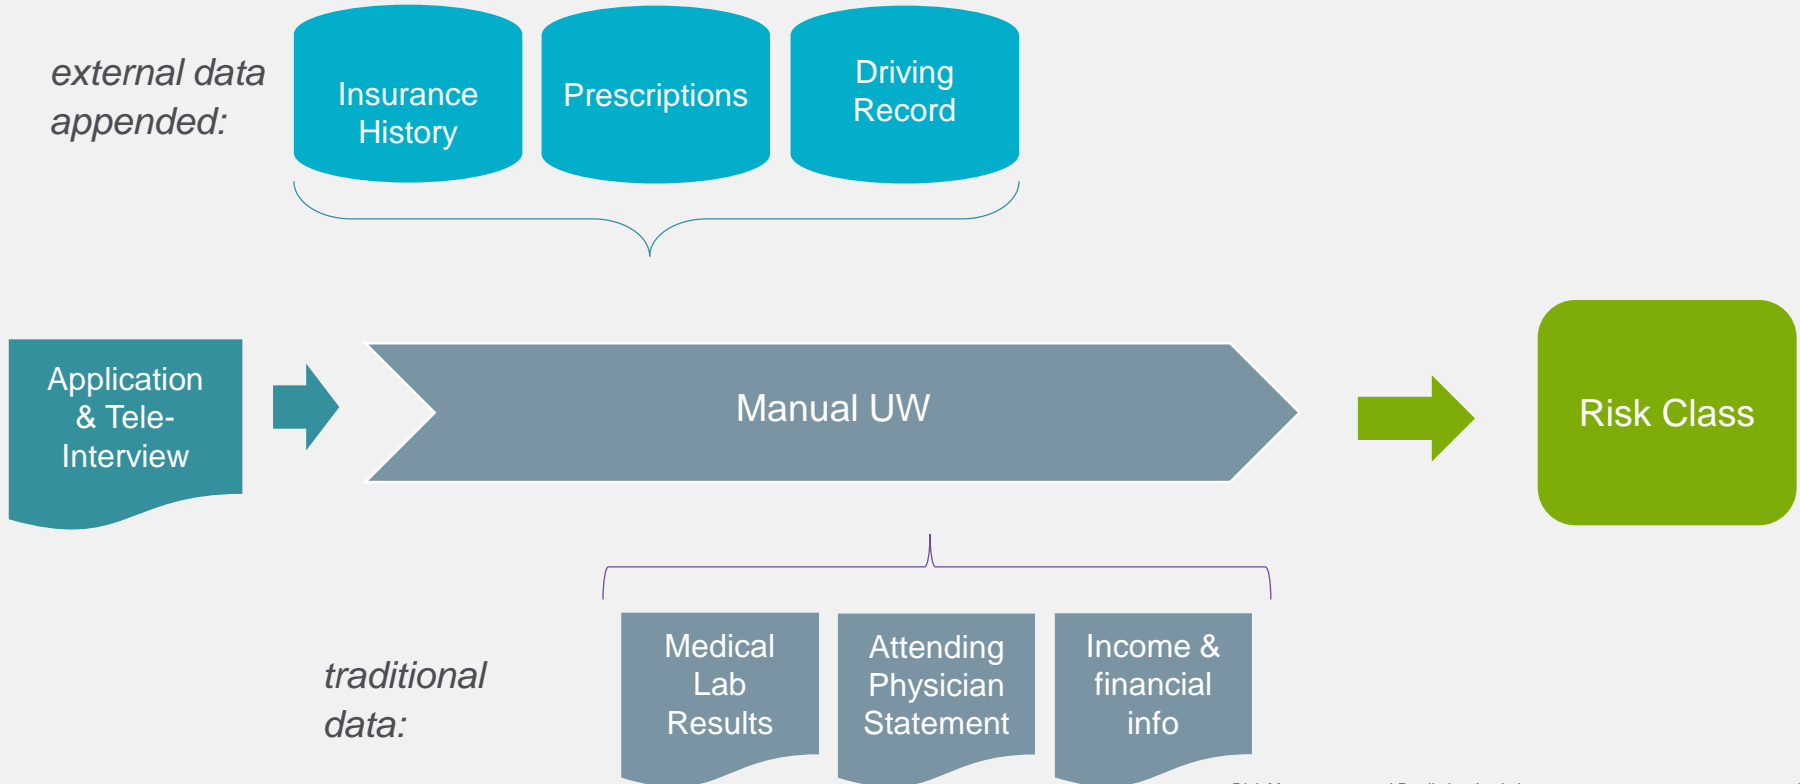 external data
appended:
Insurance
History
Prescriptions
Driving
Record
Application
& Tele-
Interview
Manual UW
Risk Class
traditional
data:
Medical
Lab
Results
Attending
Physician
Statement
Income &
financial
info